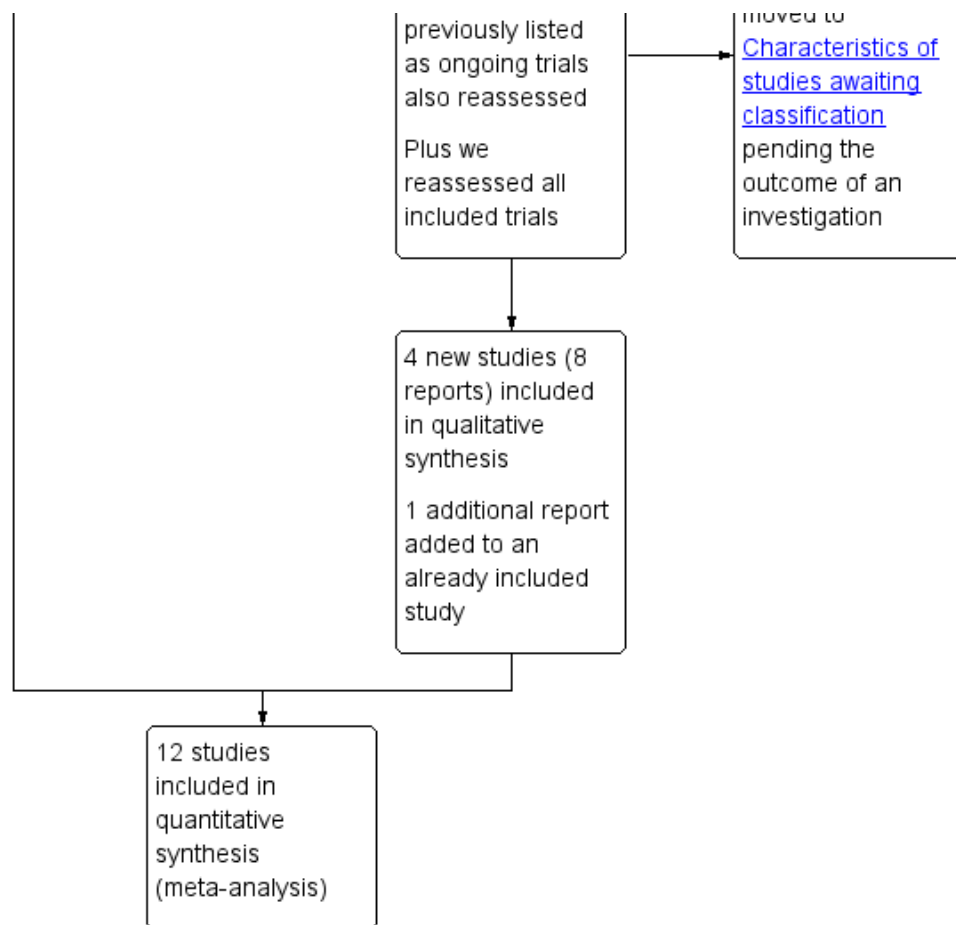 previously listed
as ongoing trials
also reassessed
Plus we
reassessed all
included trials
moved to
Characteristics of
studies awaiting
classification
pending the
outcome of an
investigation
4 new studies (8
reports) included
in qualitative
synthesis
1 additional report
added to an
already included
study
12 studies
included in
quantitative
synthesis
(meta-analysis)